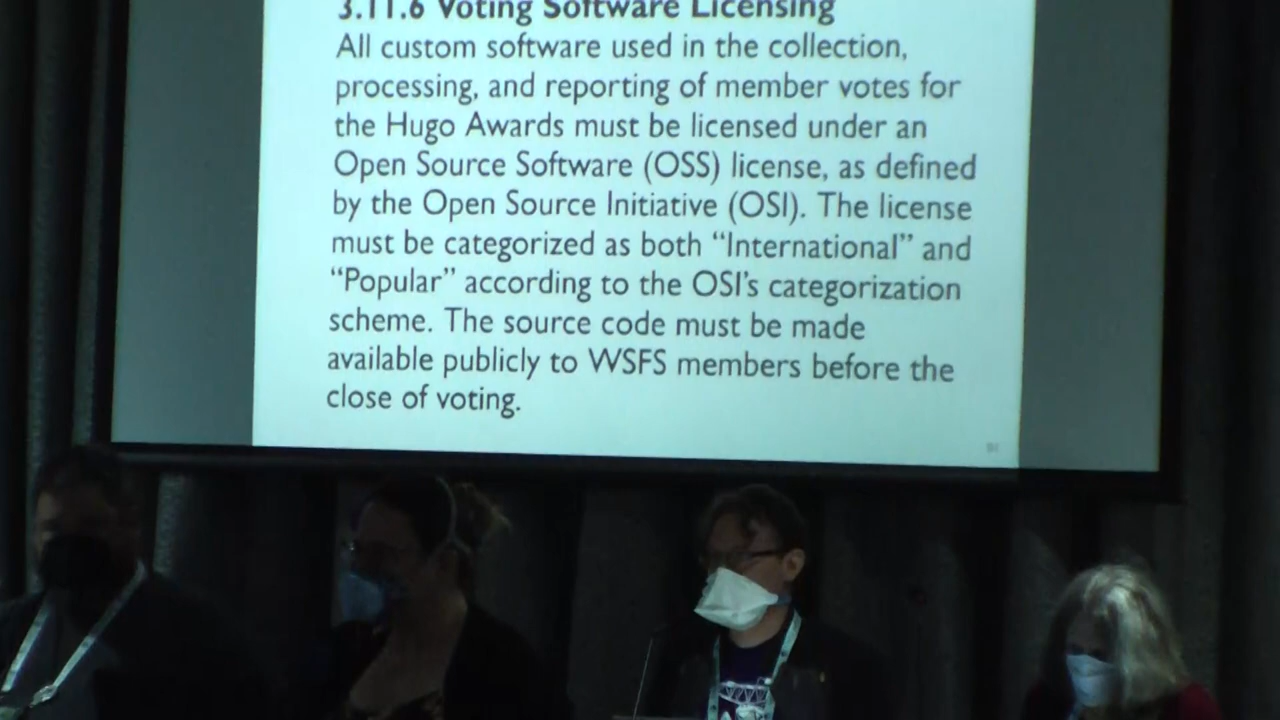 3.11.6 Voting Software Licensing
All custom software used in the collection,
processing, and reporting of member votes for
the Hugo Awards must be licensed under an
Open Source Software (OSS) license, as defined
by the Open Source Initiative (OSI). The license
must be categorized as both “International” and
“Popular” according to the OSI’s categorization
scheme. The source code must be made
available publicly to WSFS members before the
close of voting.